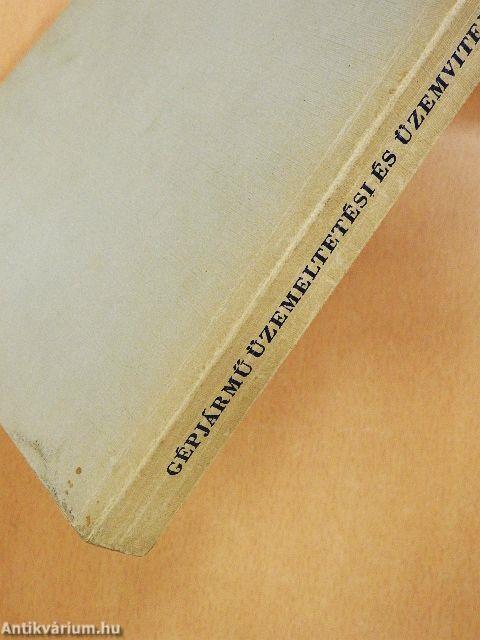 GÉPJÁRMŰ ÜZEMELTETÉSI ÉS ÜZEMVITE
Antikvárium.hu